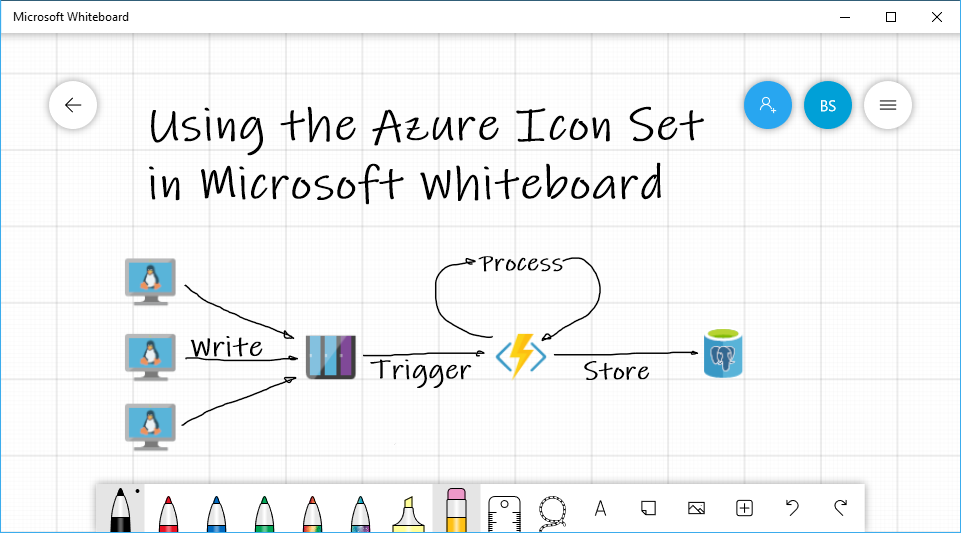 Microsoft Whiteboard
BS
Using the Azure Icon Set
in Microsoft Whiteboard
Process
Write
Trigger
Store
A